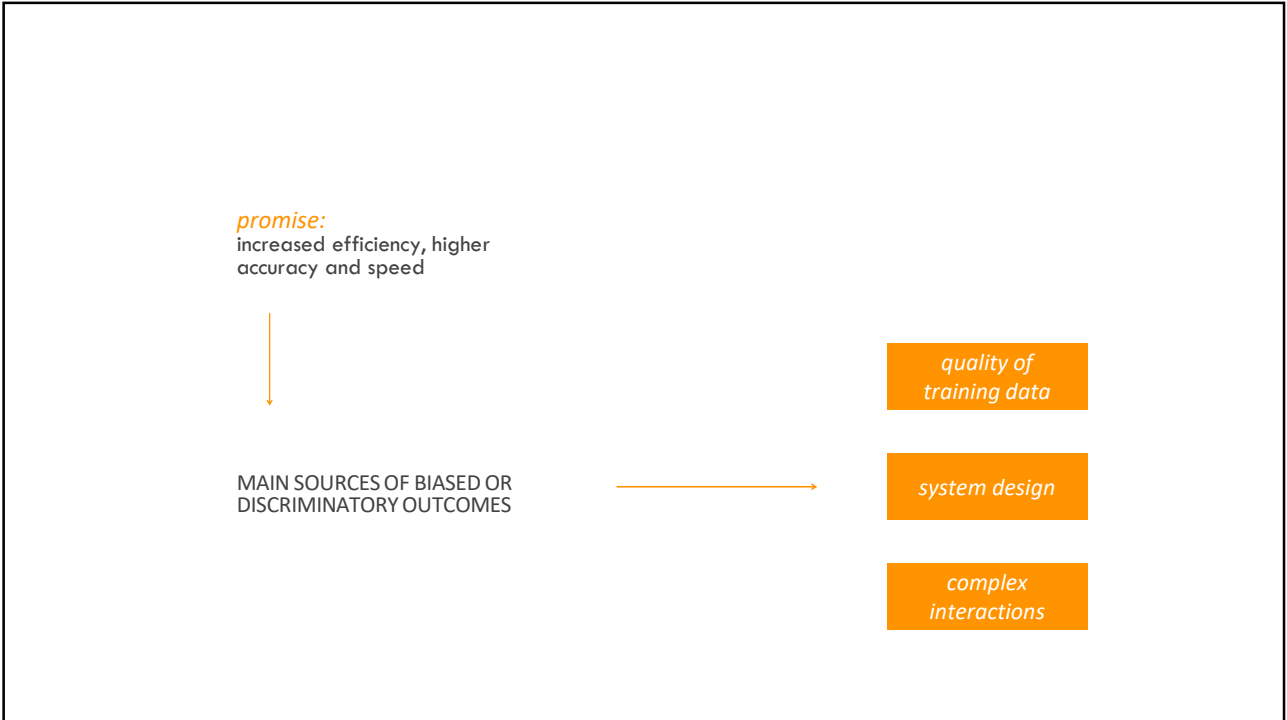 promise:
increased efficiency, higher
accuracy and speed
MAIN SOURCES OF BIASED OR
DISCRIMINATORY OUTCOMES
quality of
training data
system design
complex
interactions